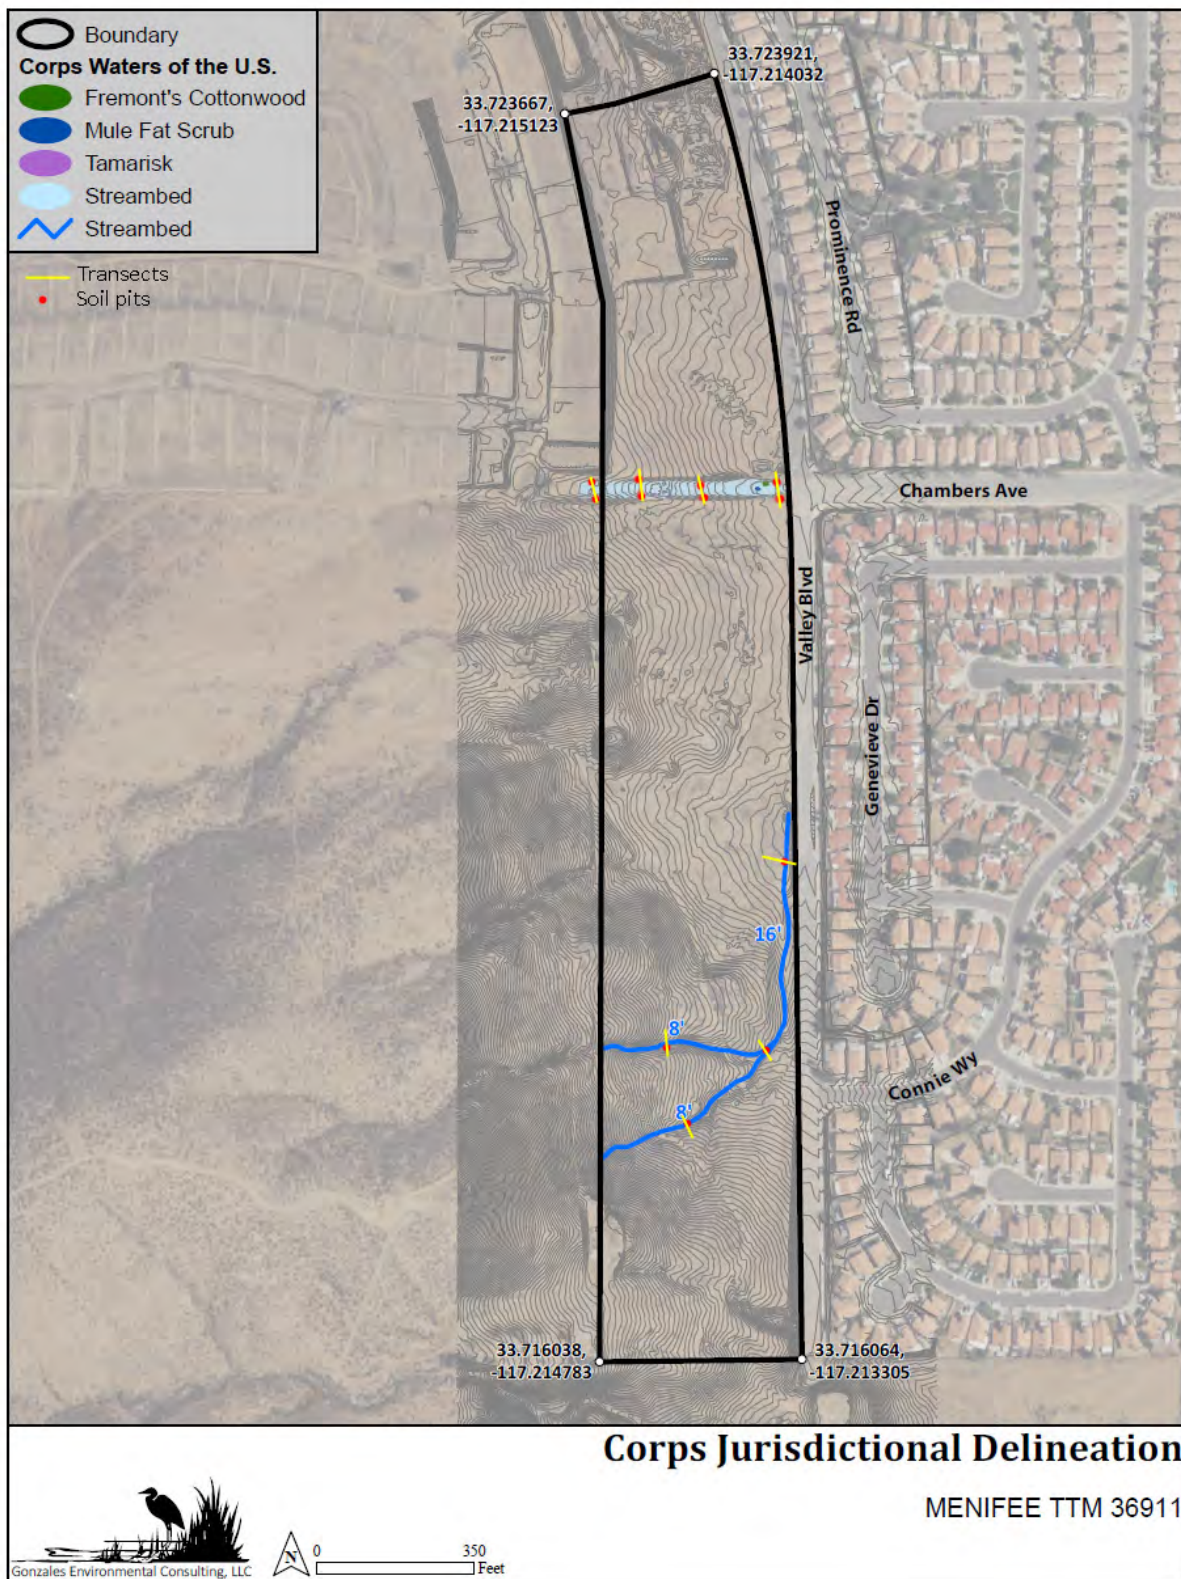 Boundary
Corps Waters of the U.S.
Fremont's Cottonwood
Mule Fat Scrub
Tamarisk
Streambed
Streambed
Transects
Soil pits
33.723921,
-117.214032
33.723667,
-117.215123
Prominence Rd
Chambers Ave
Valley Blvd
Genevieve Dr
16'
8'
8'
Connie Wy
33.716038,
-117.214783
33.716064,
-117.213305
Corps Jurisdictional Delineation
MENIFEE TTM 36911
Gonzales Environmental Consulting, LLC
N
0 350
Feet